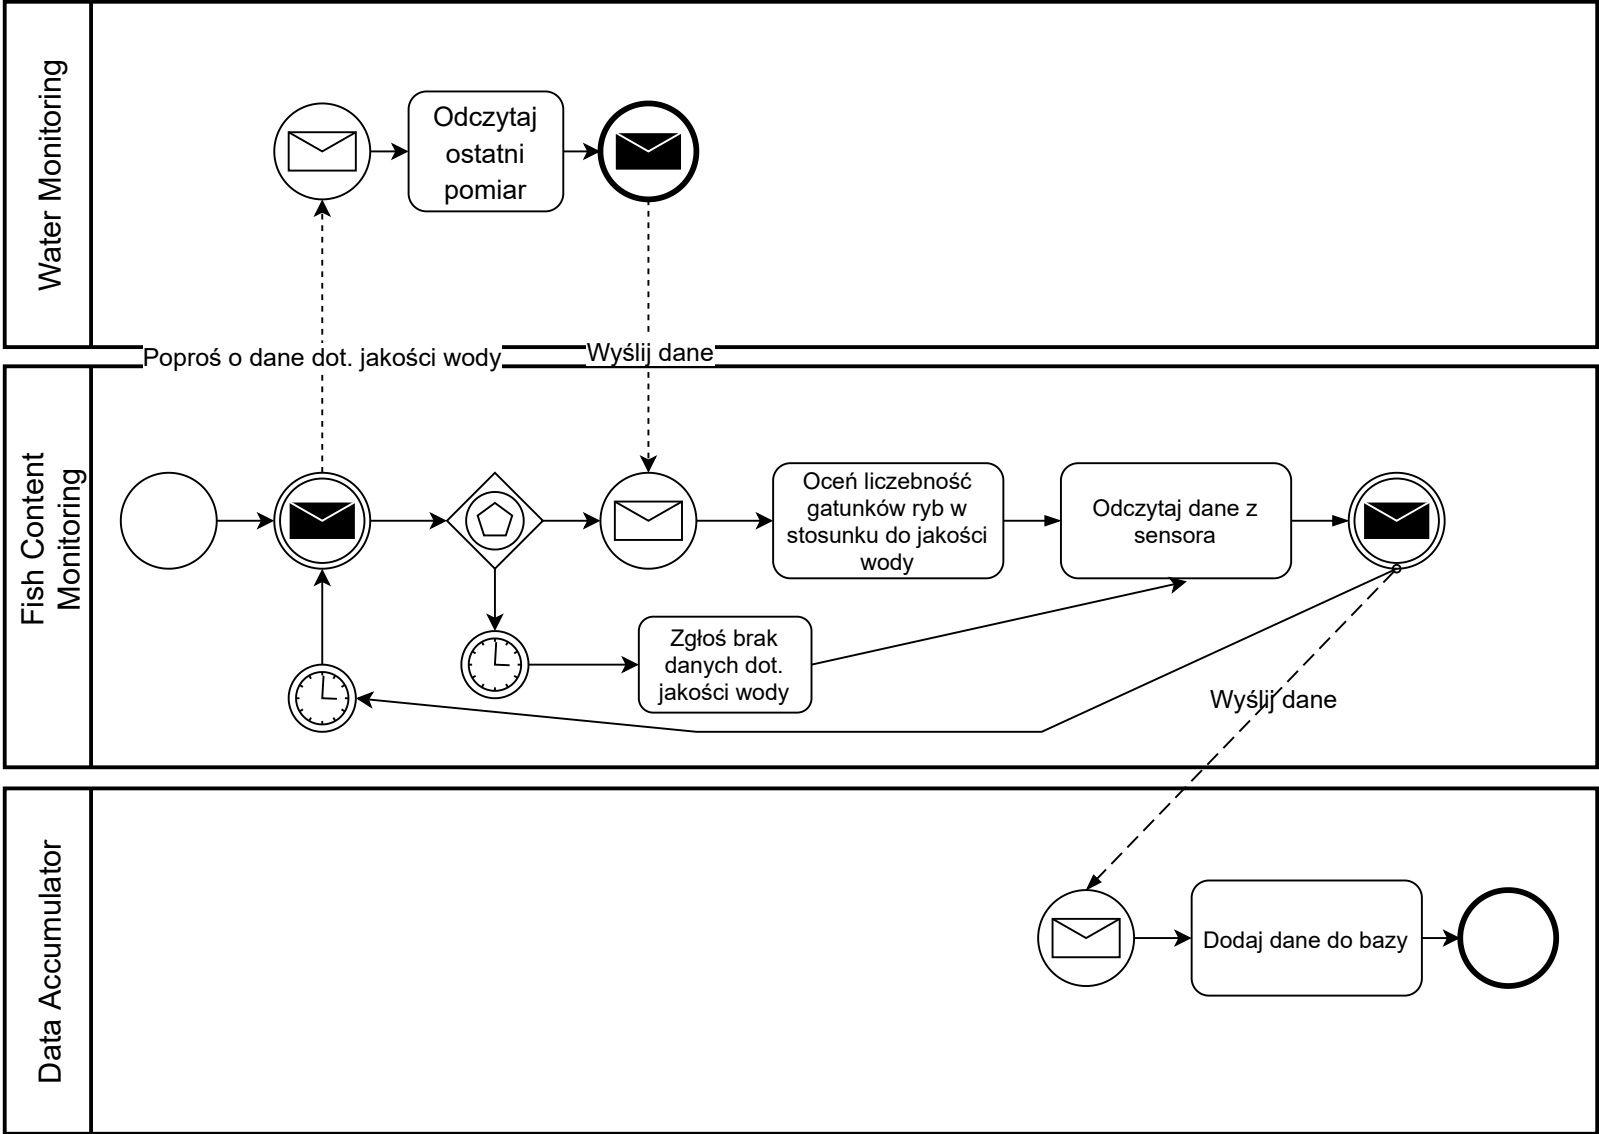 Water Monitoring
Odczytaj
ostatni
pomiar
Poproś o dane dot. jakości wody
Wyślij dane
Fish Content
Monitoring
Oceń liczebność
gatunków ryb w
stosunku do jakości
wody
Odczytaj dane z
sensora
Zgłoś brak
danych dot.
jakości wody
Wyślij dane
Data Accumulator
Dodaj dane do bazy